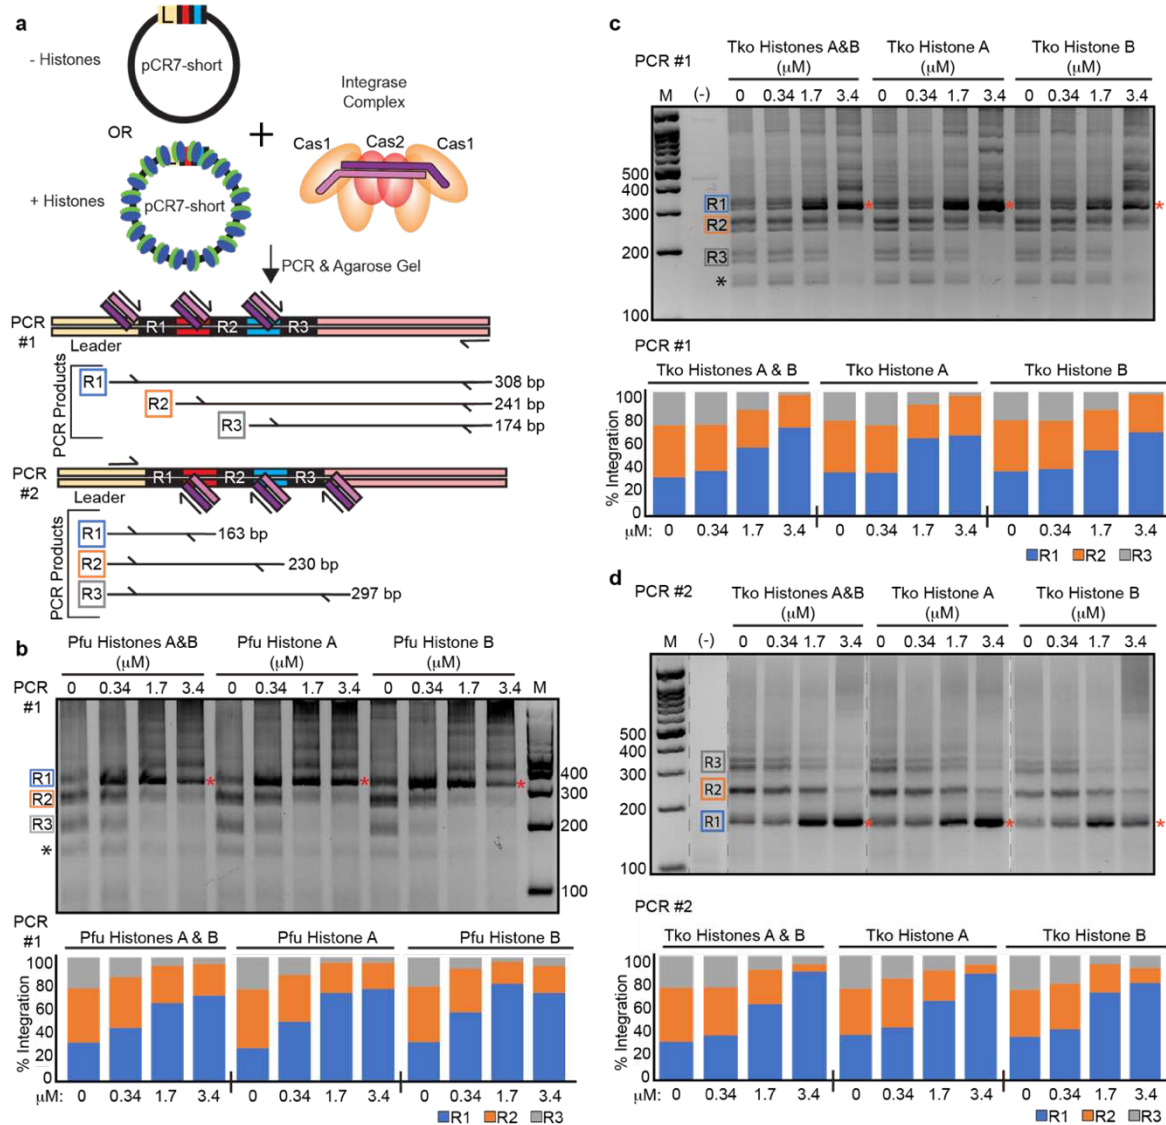 a
L
pCR7-short
- Histones
OR
+ Histones
pCR7-short
+
Integrase
Complex
Cas1
Cas2
Cas1
PCR & Agarose Gel
PCR
#1
R1
R2
R3
Leader
PCR Products
R1
308 bp
R2
241 bp
R3
174 bp
PCR
#2
R1
R2
R3
Leader
PCR Products
R1
163 bp
R2
230 bp
R3
297 bp
b
Pfu Histones A&B
(μM)
Pfu Histone A
(μM)
Pfu Histone B
(μM)
PCR
#1
0 0.34 1.7 3.4 0 0.34 1.7 3.4 0 0.34 1.7 3.4 M
R1
R2
R3
*
* * *
400
300
200
100
PCR
#1
Pfu Histones A & B
Pfu Histone A
Pfu Histone B
% Integration
100
80
60
40
20
0
μM: 0 0.34 1.7 3.4 0 0.34 1.7 3.4 0 0.34 1.7 3.4
R1 R2 R3
c
PCR #1
Tko Histones A&B
(μM)
Tko Histone A
(μM)
Tko Histone B
(μM)
M (-) 0 0.34 1.7 3.4 0 0.34 1.7 3.4 0 0.34 1.7 3.4
500
400
300
200
100
R1
R2
R3
*
* * *
PCR #1
Tko Histones A & B
Tko Histone A
Tko Histone B
% Integration
100
80
60
40
20
0
μM: 0 0.34 1.7 3.4 0 0.34 1.7 3.4 0 0.34 1.7 3.4
R1 R2 R3
d
PCR #2
Tko Histones A&B
(μM)
Tko Histone A
(μM)
Tko Histone B
(μM)
M (-) 0 0.34 1.7 3.4 0 0.34 1.7 3.4 0 0.34 1.7 3.4
500
400
300
200
100
R3
R2
R1
* * *
PCR #2
Tko Histones A & B
Tko Histone A
Tko Histone B
% Integration
100
80
60
40
20
0
μM: 0 0.34 1.7 3.4 0 0.34 1.7 3.4 0 0.34 1.7 3.4
R1 R2 R3